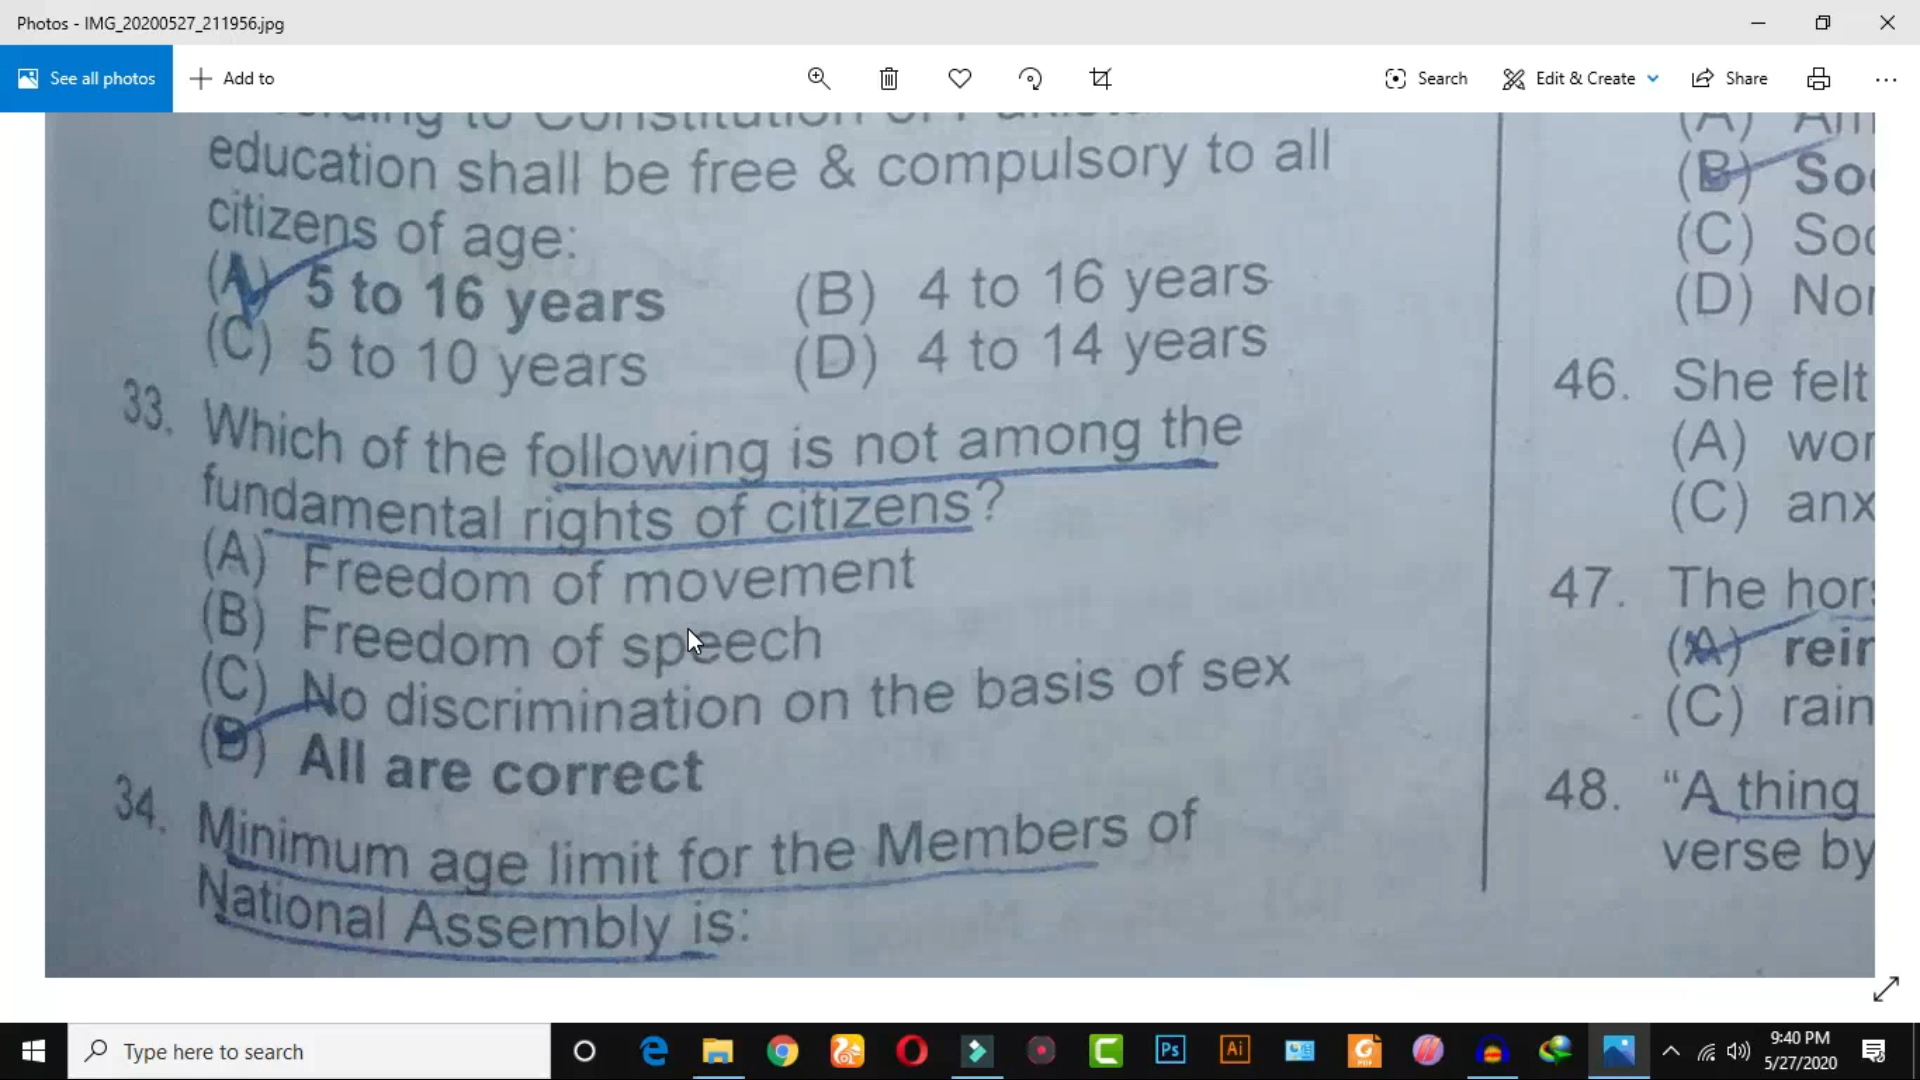 Photos - IMG_20200527_211956.jpg
See all photos
Add to
Search
Edit & Create
Share
education shall be free & compulsory to all
citizens of age:
(A) 5 to 16 years
(B) 4 to 16 years
(C) 5 to 10 years
(D) 4 to 14 years
33. Which of the following is not among the
fundamental rights of citizens?
(A) Freedom of movement
(B) Freedom of speech
(C) No discrimination on the basis of sex
(D) All are correct
34. Minimum age limit for the Members of
National Assembly is:
(A)
(B)
(C)
(D)
46. She felt
(A)
(C)
47. The
(A)
(C)
48. "A thing
verse by
Type here to search
Ps
Ai
9:40 PM
5/27/2020